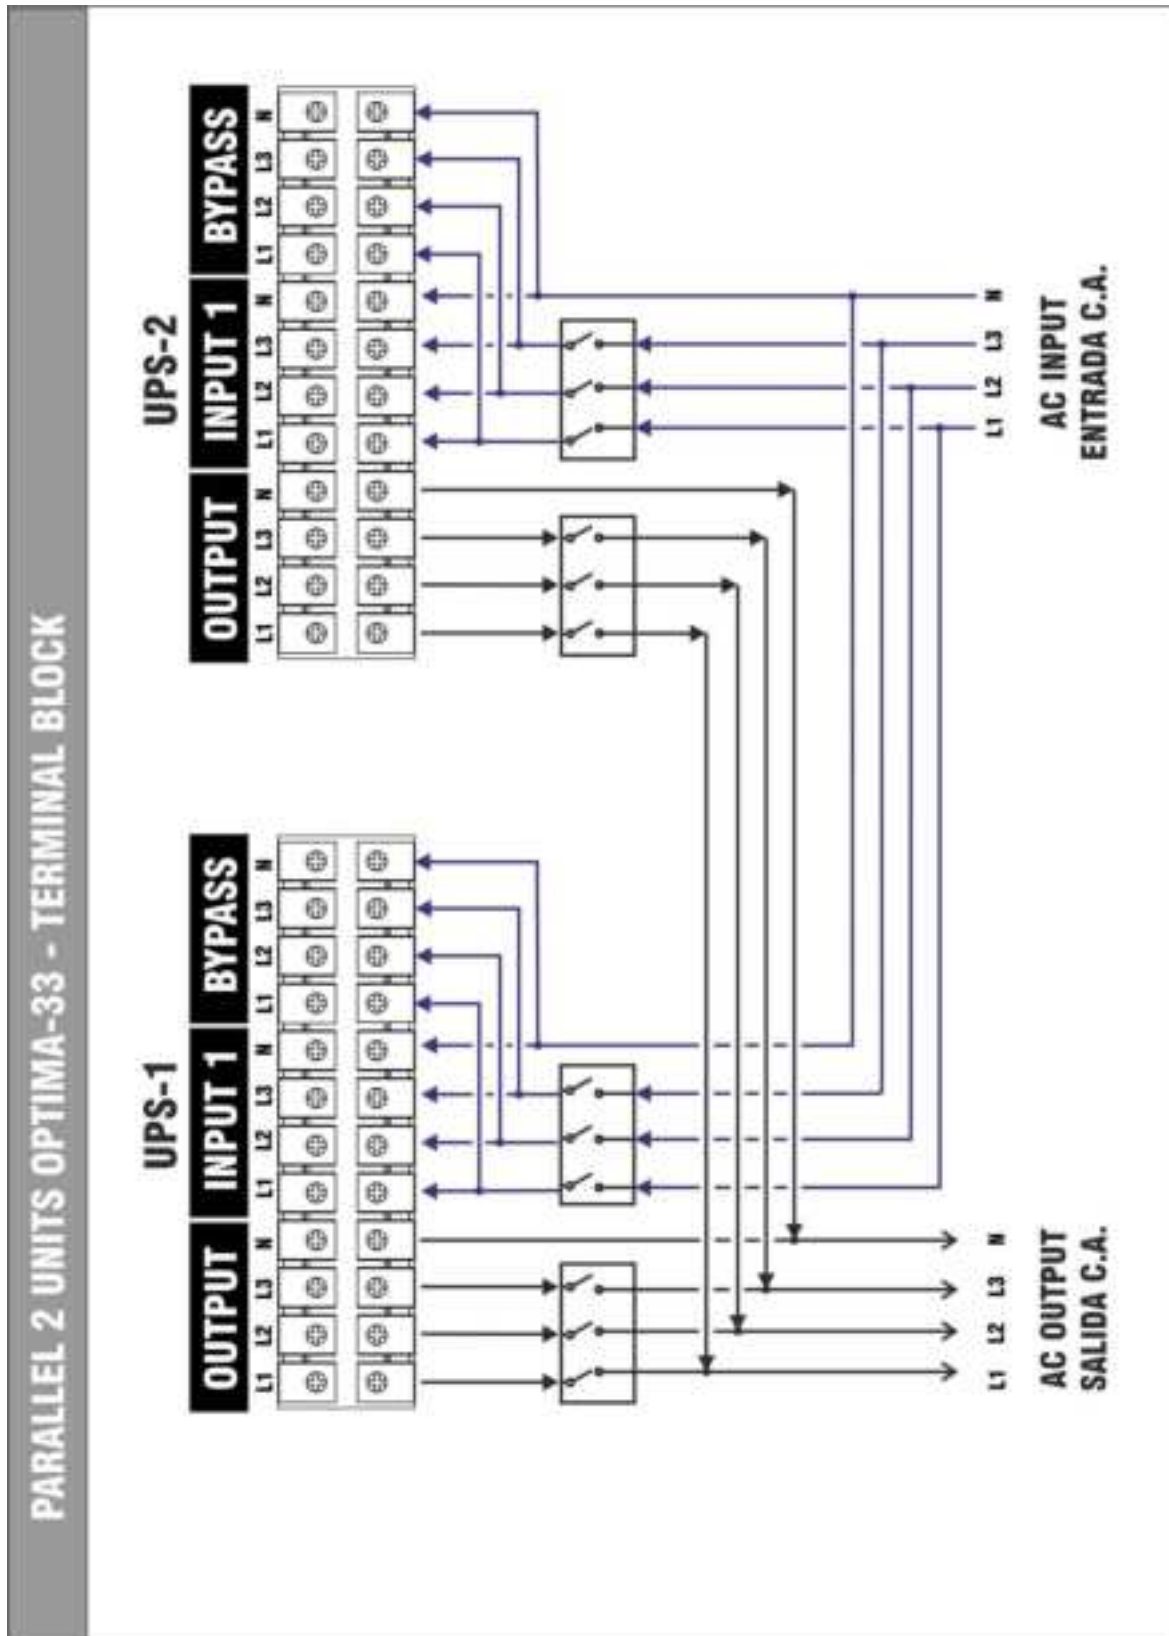 PARALLEL 2 UNITS OPTIMA-33 - TERMINAL BLOCK
UPS-1
UPS-2
OUTPUT
INPUT 1
BYPASS
OUTPUT
INPUT 1
BYPASS
L1 L2 L3 N L1 L2 L3 N L1 L2 L3 N
L1 L2 L3 N L1 L2 L3 N L1 L2 L3 N
L1 L2 L3 N
L1 L2 L3 N
AC OUTPUT
SALIDA C.A.
AC INPUT
ENTRADA C.A.